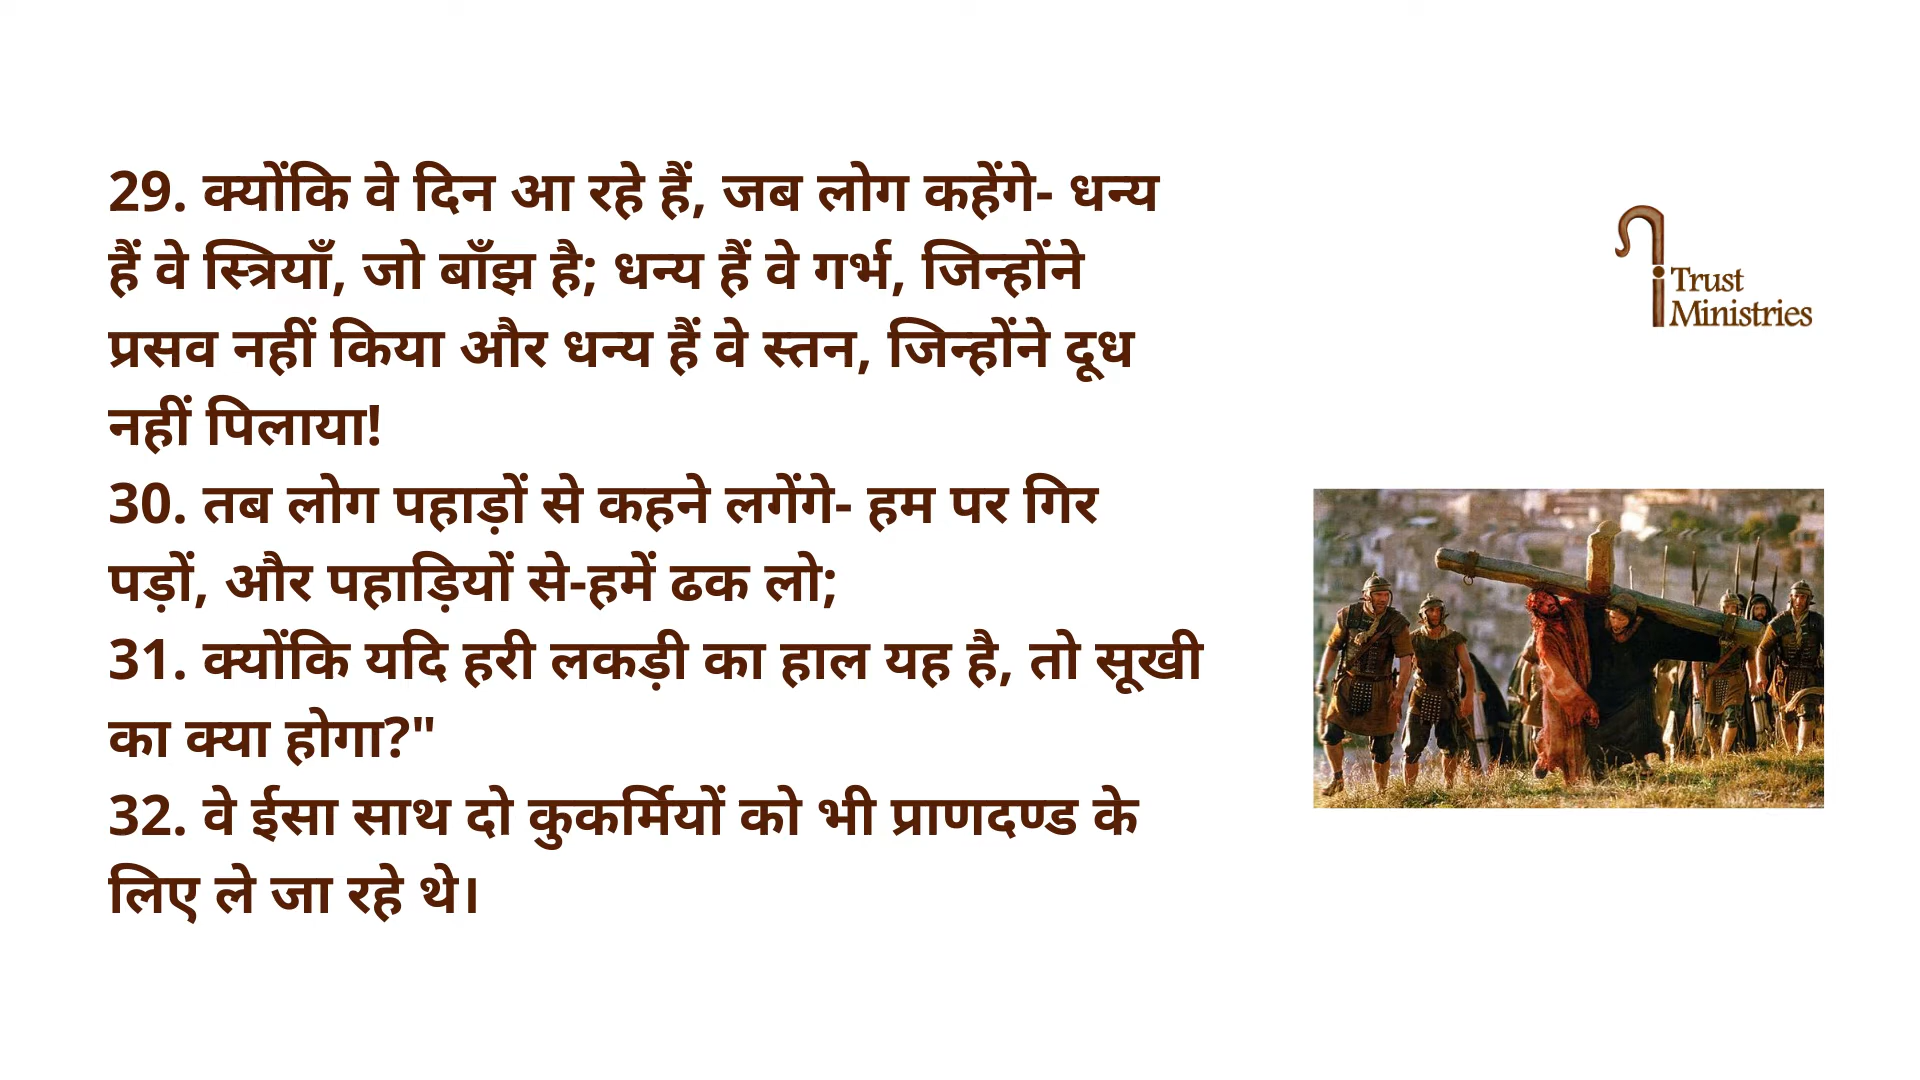 29. क्योंकि वे दिन आ रहे हैं, जब लोग कहेंगे- धन्य
हैं वे स्त्रियाँ, जो बाँझ है; धन्य हैं वे गर्भ, जिन्होंने
प्रसव नहीं किया और धन्य हैं वे स्तन, जिन्होंने दूध
नहीं पिलाया!
30. तब लोग पहाड़ों से कहने लगेंगे- हम पर गिर
पड़ों, और पहाड़ियों से-हमें ढक लो;
31. क्योंकि यदि हरी लकड़ी का हाल यह है, तो सूखी
का क्या होगा?"
32. वे ईसा साथ दो कुकर्मियों को भी प्राणदण्ड के
लिए ले जा रहे थे।
i Trust
Ministries